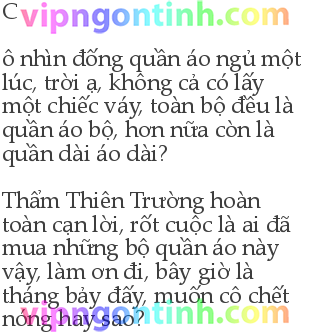 C
vipngontinh.com
ô nhìn đống quần áo ngủ một
lúc, trời ạ, không cả có lấy
một chiếc váy, toàn bộ đều là
quần áo bộ, hơn nữa còn là
quần dài áo dài?
Thẩm Thiên Trường hoàn
toàn cạn lời, rốt cuộc là ai đã
mua những bộ quần áo này
vậy, làm ơn đi, bây giờ là
tháng bảy đấy, muốn cô chết
nóng hay sao?
vipngontinh.com